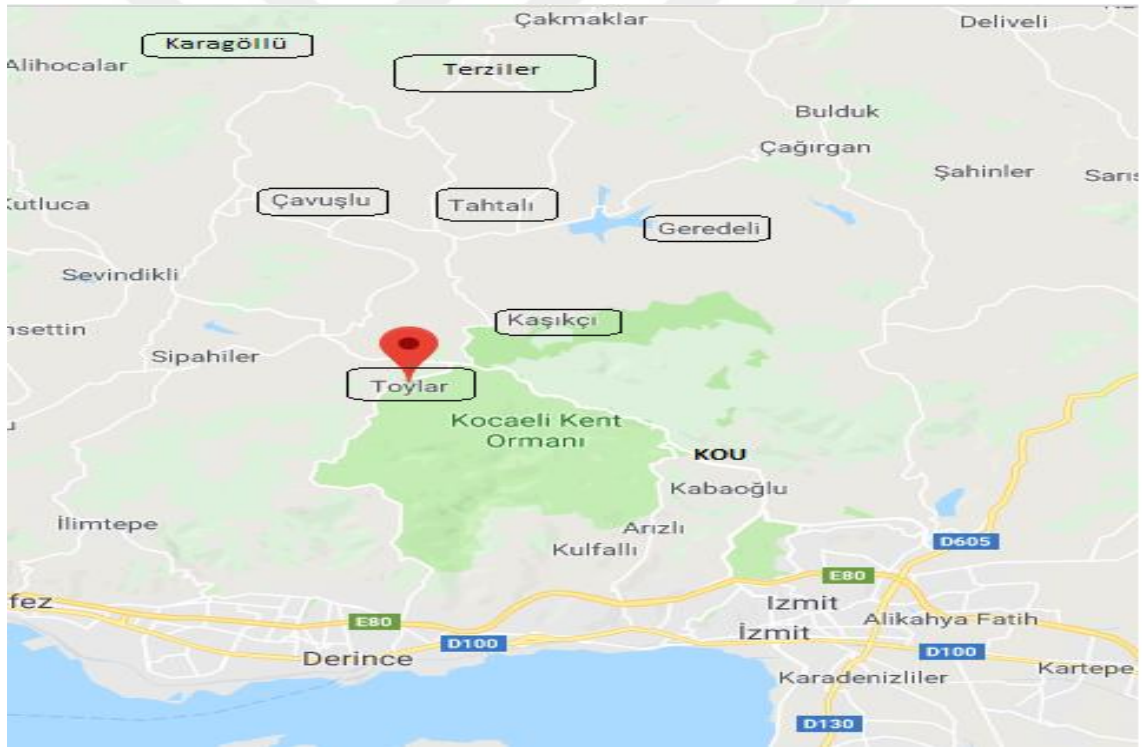 Çakmaklar
Deliveli
Karagöllü
Alihocalar
Terziler
Bulduk
Çağırgan
Şahinler
Sarıs
Kutluca
Çavuşlu
Tahtalı
Geredeli
Sevindikli
nsettin
Kaşıkçı
Sipahiler
Toylar
Kocaeli Kent
Ormanı
KOU
Kabaoğlu
İlimtepe
Arızlı
Kulfallı
D605
E80
fez
Izmit
E80
Alikahya Fatih
İzmit
D100
D100
Derince
Kartepe
Karadenizliler
D130